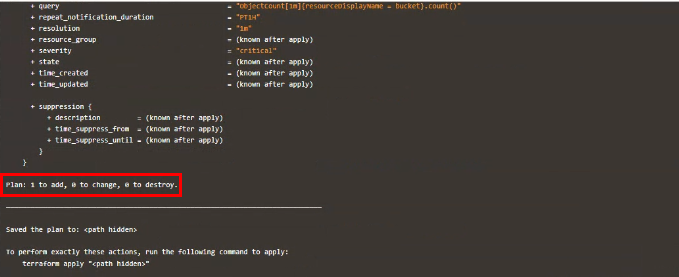 + query = "ObjectCount[1m]{resourceDisplayName = bucket}.count()"
+ repeat_notification_duration = "PT1H"
+ resolution = "1m"
+ resource_group = (known after apply)
+ severity = "critical"
+ state = (known after apply)
+ time_created = (known after apply)
+ time_updated = (known after apply)
+ suppression {
+ description = (known after apply)
+ time_suppress_from = (known after apply)
+ time_suppress_until = (known after apply)
}
}
Plan: 1 to add, 0 to change, 0 to destroy.
Saved the plan to: <path hidden>
To perform exactly these actions, run the following command to apply:
terraform apply "<path hidden>"